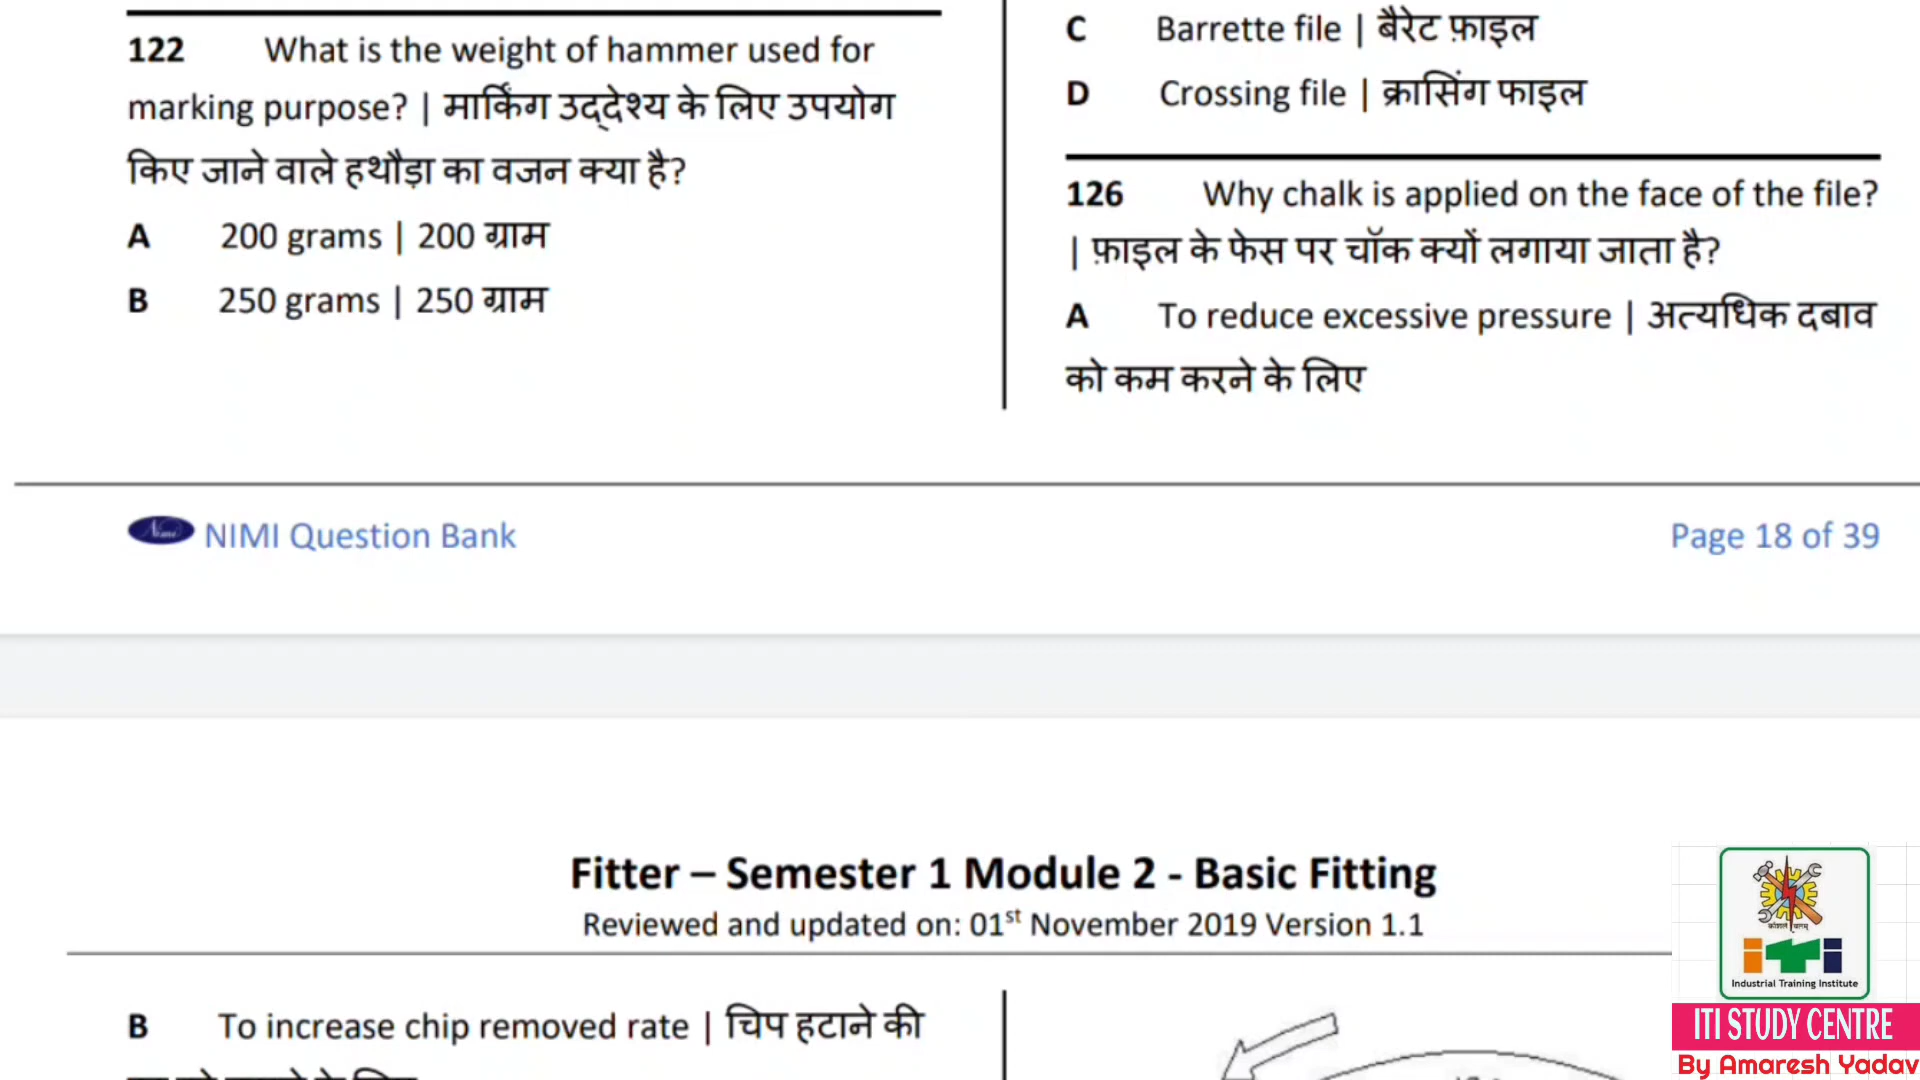 122 What is the weight of hammer used for
marking purpose? | मार्किंग उद्देश्य के लिए उपयोग
किए जाने वाले हथौड़ा का वजन क्या है?
A 200 grams | 200 ग्राम
B 250 grams | 250 ग्राम
C Barrette file | बैरेट फ़ाइल
D Crossing file | क्रासिंग फाइल
126 Why chalk is applied on the face of the file?
| फ़ाइल के फेस पर चॉक क्यों लगाया जाता है?
A To reduce excessive pressure | अत्यधिक दबाव
को कम करने के लिए
Nimi NIMI Question Bank
Page 18 of 39
Fitter – Semester 1 Module 2 - Basic Fitting
Reviewed and updated on: 01st November 2019 Version 1.1
B To increase chip removed rate | चिप हटाने की
Industrial Training Institute
ITI STUDY CENTRE
By Amaresh Yadav